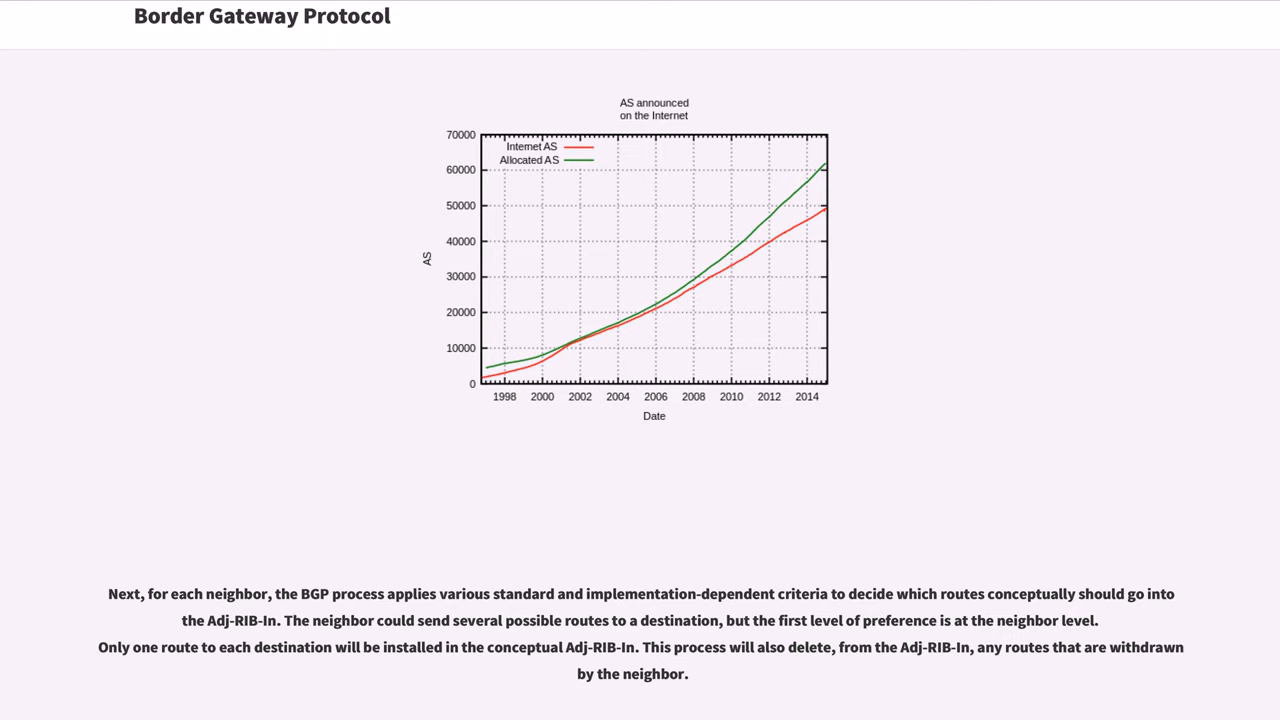 Border Gateway Protocol
AS announced
on the Internet
70000
Internet AS
Allocated AS
60000
50000
40000
AS
30000
20000
10000
0
1998 2000 2002 2004 2006 2008 2010 2012 2014
Date
Next, for each neighbor, the BGP process applies various standard and implementation-dependent criteria to decide which routes conceptually should go into
the Adj-RIB-In. The neighbor could send several possible routes to a destination, but the first level of preference is at the neighbor level.
Only one route to each destination will be installed in the conceptual Adj-RIB-In. This process will also delete, from the Adj-RIB-In, any routes that are withdrawn
by the neighbor.